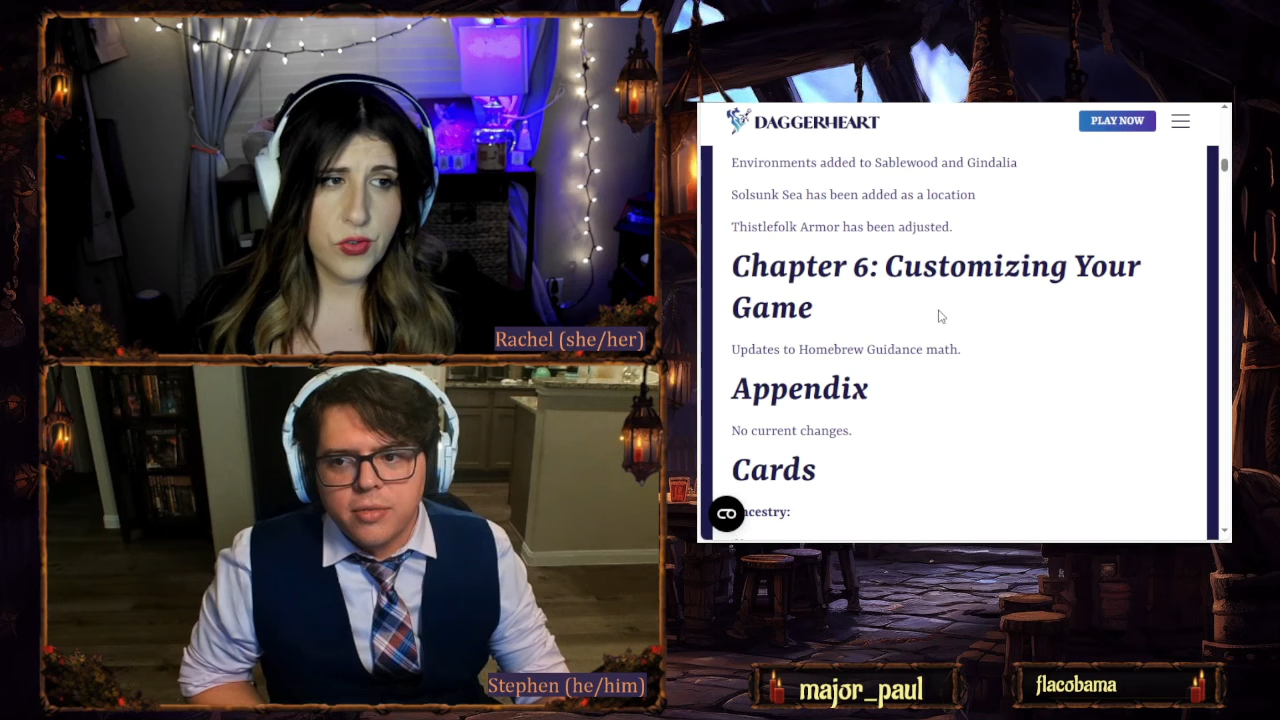 Rachel (she/her)
Stephen (he/him)
DAGGERHEART
PLAY NOW
Environments added to Sablewood and Gindalia
Solsunk Sea has been added as a location
Thistlefolk Armor has been adjusted.
Chapter 6: Customizing Your
Game
Updates to Homebrew Guidance math.
Appendix
No current changes.
Cards
ncestry:
major_paul
flacobama